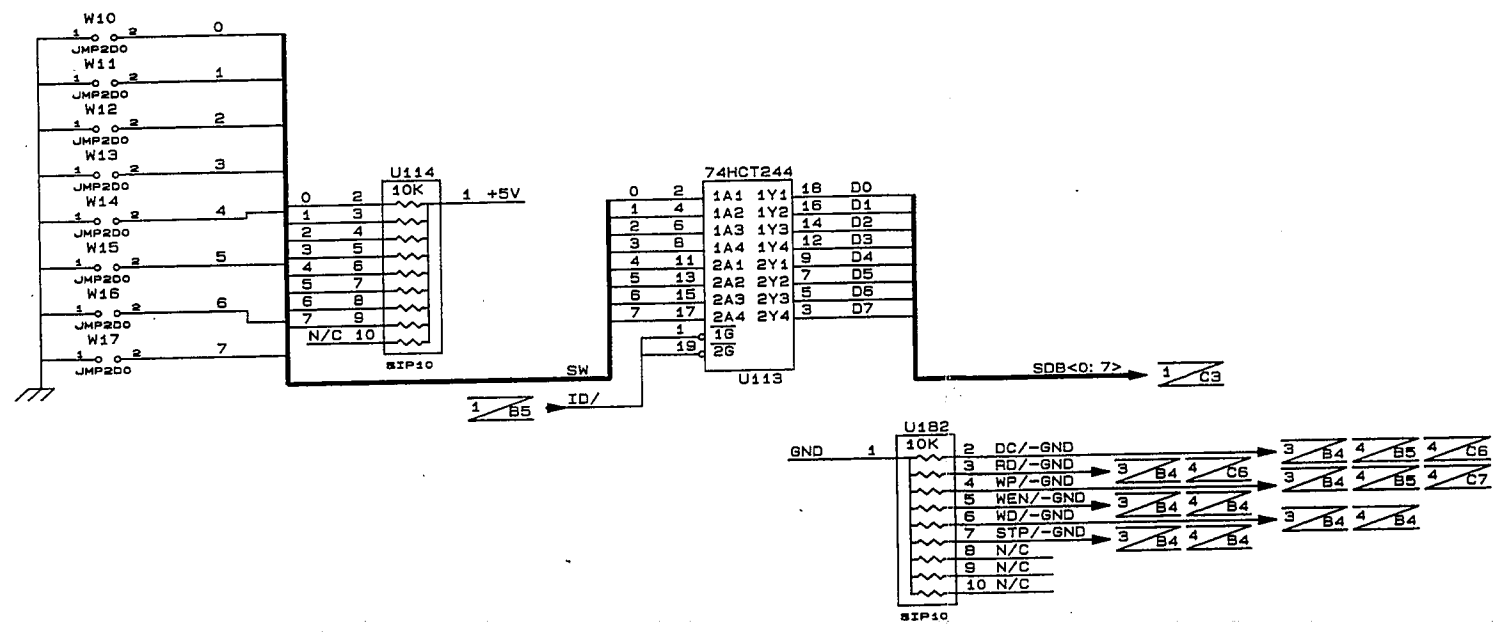 W10
1 2 0
JMP2D0
W11
1 2 1
JMP2D0
W12
1 2 2
JMP2D0
W13
1 2 3
JMP2D0
W14
1 2 4
JMP2D0
W15
1 2 5
JMP2D0
W16
1 2 6
JMP2D0
W17
1 2 7
JMP2D0
U114
10K
1 +5V
0 2
1 3
2 4
3 5
4 6
5 7
6 8
7 9
N/C 10
SIP10
SW
1 B5 ID/
74HCT244
0 2 1A1 1Y1 18 D0
1 4 1A2 1Y2 16 D1
2 6 1A3 1Y3 14 D2
3 8 1A4 1Y4 12 D3
4 11 2A1 2Y1 9 D4
5 13 2A2 2Y2 7 D5
6 15 2A3 2Y3 5 D6
7 17 2A4 2Y4 3 D7
1 1G
19 2G
U113
SDB<0:7> 1 C3
U182
10K
GND 1
2 DC/-GND 3 B4 4 B5 4 C6
3 RD/-GND 3 B4 4 C6
4 WP/-GND 3 B4 4 B5 4 C7
5 WEN/-GND 3 B4 4 B4
6 WD/-GND 3 B4 4 B4
7 STP/-GND 3 B4 4 B4
8 N/C
9 N/C
10 N/C
SIP10